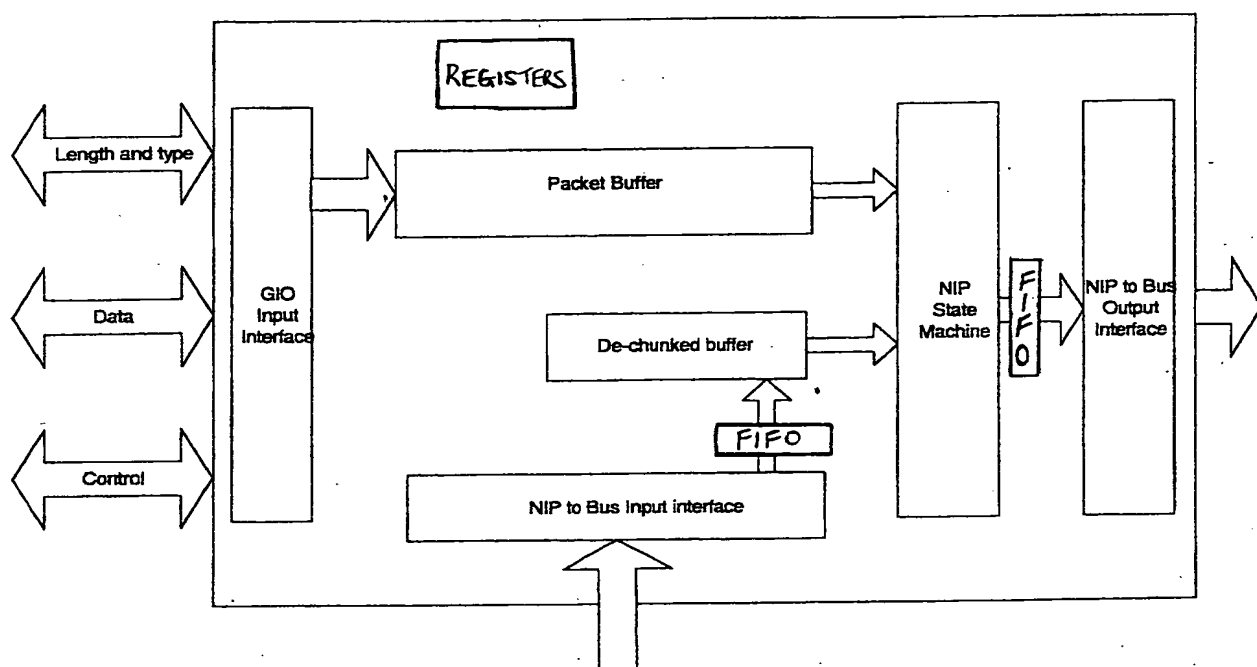 REGISTERS
Length and type
Packet Buffer
Data
GIO
Input
Interface
NIP
State
Machine
FIFO
NIP to Bus
Output
Interface
De-chunked buffer
FIFO
Control
NIP to Bus Input interface